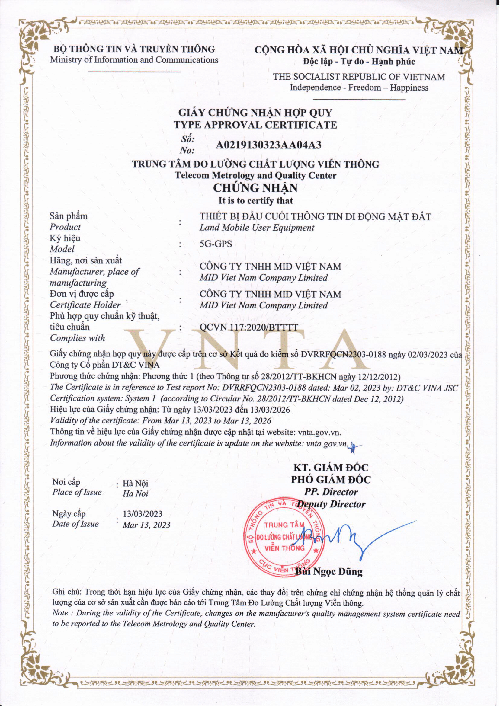 BỘ THÔNG TIN VÀ TRUYỀN THÔNG
Ministry of Information and Communications
CỘNG HÒA XÃ HỘI CHỦ NGHĨA VIỆT NAM
Độc lập - Tự do - Hạnh phúc
THE SOCIALIST REPUBLIC OF VIETNAM
Independence - Freedom – Happiness
GIẤY CHỨNG NHẬN HỢP QUY
TYPE APPROVAL CERTIFICATE
Số:
No: A0219130323AA04A3
TRUNG TÂM ĐO LƯỜNG CHẤT LƯỢNG VIỄN THÔNG
Telecom Metrology and Quality Center
CHỨNG NHẬN
It is to certify that
Sản phẩm : THIẾT BỊ ĐẦU CUỐI THÔNG TIN DI ĐỘNG MẶT ĐẤT
Product Land Mobile User Equipment
Ký hiệu : 5G-GPS
Model
Hãng, nơi sản xuất : CÔNG TY TNHH MID VIỆT NAM
Manufacturer, place of MID Viet Nam Company Limited
manufacturing
Đơn vị được cấp : CÔNG TY TNHH MID VIỆT NAM
Certificate Holder MID Viet Nam Company Limited
Phù hợp quy chuẩn kỹ thuật,
tiêu chuẩn : QCVN 117:2020/BTTTT
Complies with
VNTA
Giấy chứng nhận hợp quy này được cấp trên cơ sở Kết quả đo kiểm số DVRRFQCN2303-0188 ngày 02/03/2023 của
Công ty Cổ phần DT&C VINA
Phương thức chứng nhận: Phương thức 1 (theo Thông tư số 28/2012/TT-BKHCN ngày 12/12/2012)
The Certificate is in reference to Test report No: DVRRFQCN2303-0188 dated: Mar 02, 2023 by: DT&C VINA JSC
Certification system: System 1 (according to Circular No. 28/2012/TT-BKHCN dated Dec 12, 2012)
Hiệu lực của Giấy chứng nhận: Từ ngày 13/03/2023 đến 13/03/2026
Validity of the certificate: From Mar 13, 2023 to Mar 13, 2026
Thông tin về hiệu lực của Giấy chứng nhận được cập nhật tại website: vnta.gov.vn.
Information about the validity of the certificate is update on the website: vnta.gov.vn.
KT. GIÁM ĐỐC
PHÓ GIÁM ĐỐC
PP. Director
Deputy Director
Nơi cấp : Hà Nội
Place of Issue Ha Noi
Ngày cấp : 13/03/2023
Date of Issue Mar 13, 2023
TRUNG TÂM
ĐO LƯỜNG CHẤT LƯỢNG
VIỄN THÔNG
CỤC VIỄN THÔNG
Bùi Ngọc Dũng
Ghi chú: Trong thời hạn hiệu lực của Giấy chứng nhận, các thay đổi trên chứng chỉ chứng nhận hệ thống quản lý chất
lượng của cơ sở sản xuất cần được báo cáo tới Trung Tâm Đo Lường Chất lượng Viễn thông.
Note : During the validity of the Certificate, changes on the manufacturer's quality management system certificate need
to be reported to the Telecom Metrology and Quality Center.